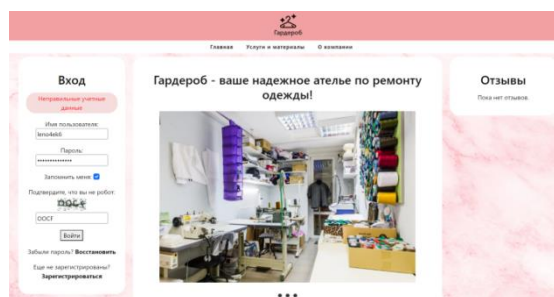 Гардероб
Главная Услуги и материалы О компании
Вход
Неправильные учетные
данные
Имя пользователя:
Пароль:
Запомнить меня:
Подтвердите, что вы не робот:
ООСГ
Войти
Забыли пароль? Восстановить
Еще не зарегистрированы?
Зарегистрироваться
Гардероб - ваше надежное ателье по ремонту
одежды!
Отзывы
Пока нет отзывов.